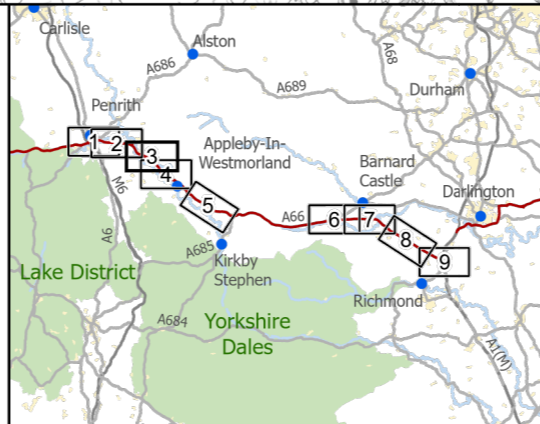 Carlisle
Alston
A686
A68
A689
Durham
Penrith
1
2
3
4
Appleby-In-
Westmorland
Barnard
Castle
Darlington
M6
5
A66
6
7
8
9
A6
A685
Kirkby
Stephen
Lake District
Richmond
A684
Yorkshire
Dales
A1(M)